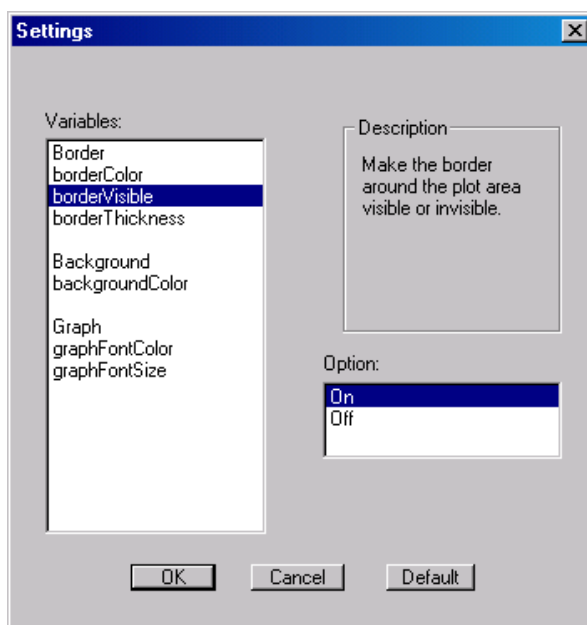 Settings
Variables:
Border
borderColor
borderVisible
borderThickness
Background
backgroundColor
Graph
graphFontColor
graphFontSize
Description
Make the border
around the plot area
visible or invisible.
Option:
On
Off
OK
Cancel
Default